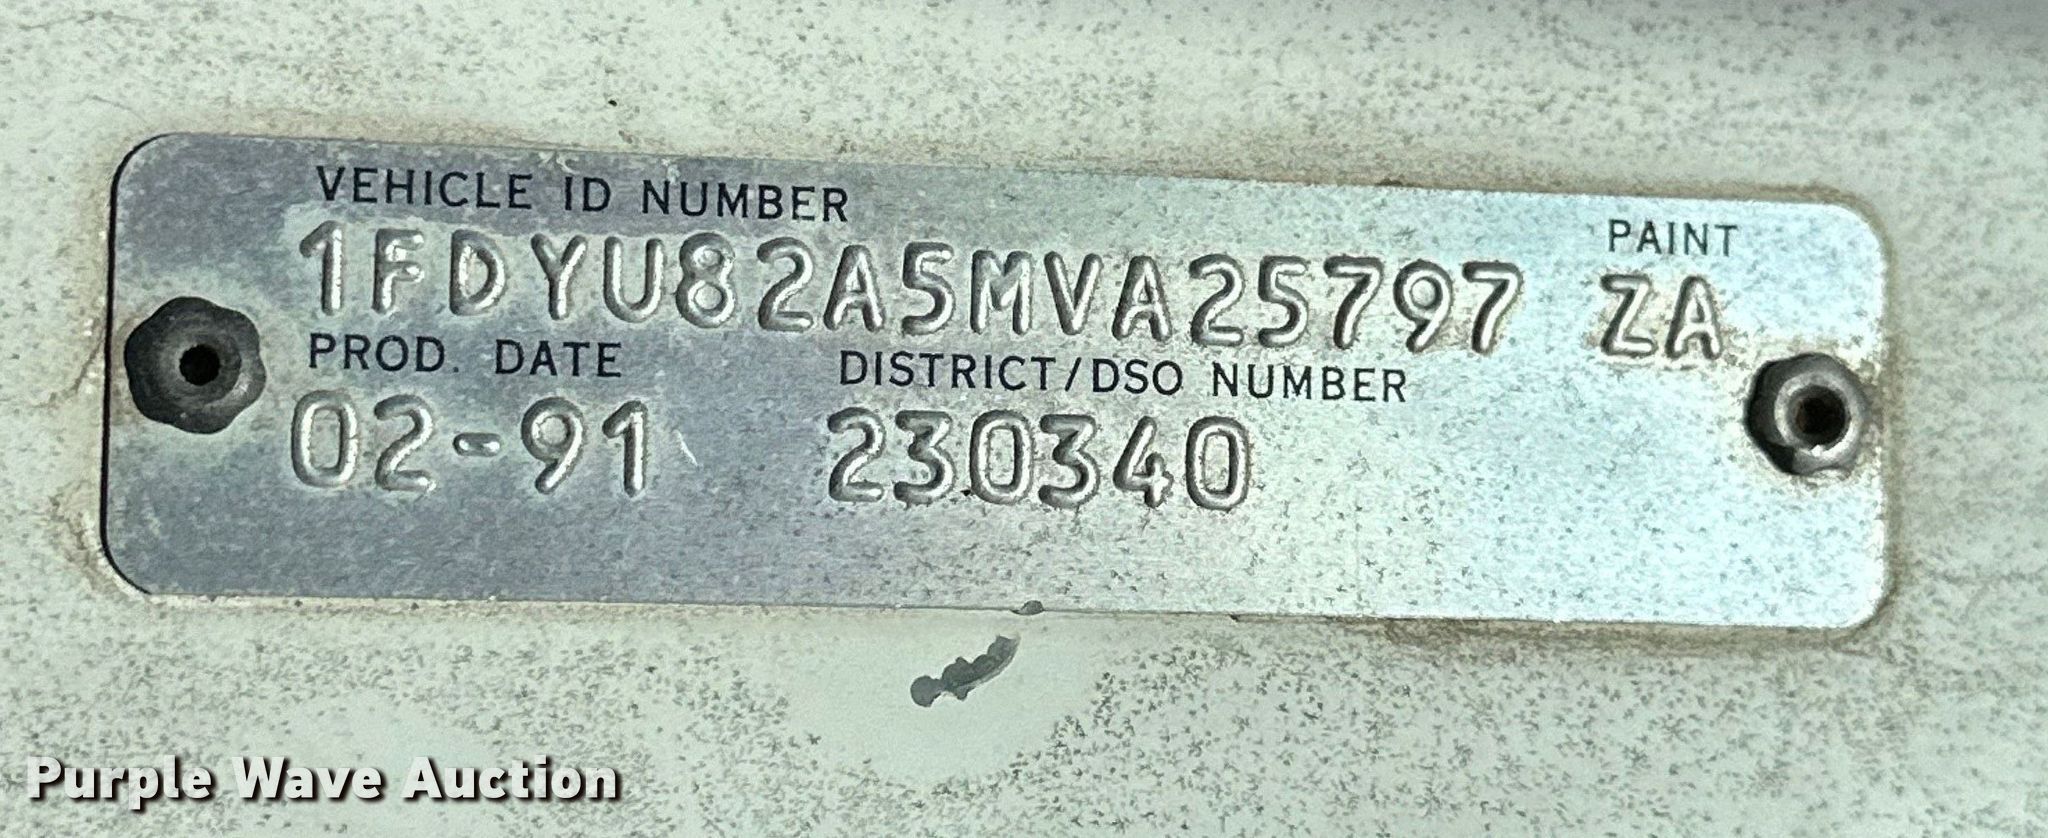 VEHICLE ID NUMBER
1FDYU82A5MVA25797
PAINT
ZA
PROD. DATE
02-91
DISTRICT/DSO NUMBER
230340
Purple Wave Auction